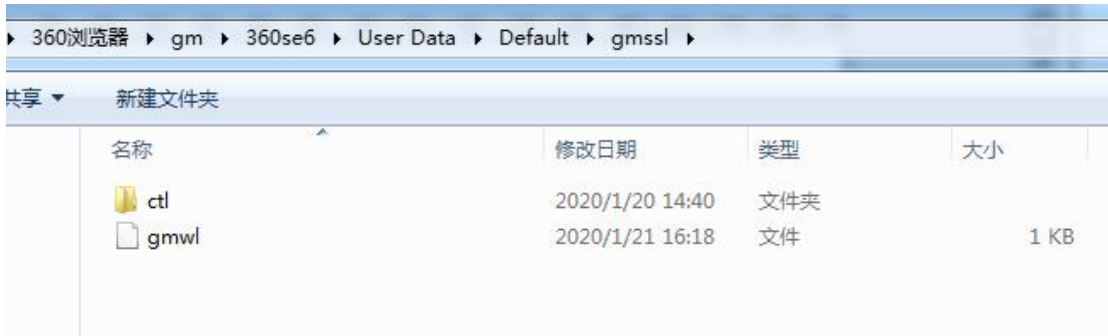 360浏览器 ▸ gm ▸ 360se6 ▸ User Data ▸ Default ▸ gmssl ▸
共享 ▾ 新建文件夹
名称 修改日期 类型 大小
ctl 2020/1/20 14:40 文件夹
gmwl 2020/1/21 16:18 文件 1 KB